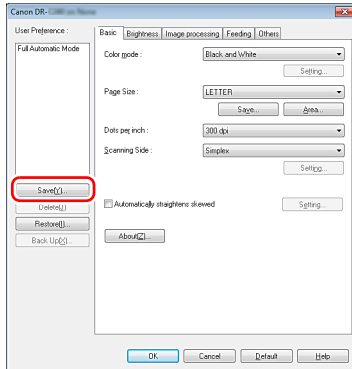 Canon DR-
User Preference :
Full Automatic Mode
Save(Y)...
Delete(J)
Restore(I)...
Back Up(X)...
Basic Brightness Image processing Feeding Others
Color mode :
Black and White
Setting...
Page Size :
LETTER
Save...
Area...
Dots per inch :
300 dpi
Scanning Side :
Simplex
Setting...
Automatically straightens skewed
Setting...
About(Z)...
OK
Cancel
Default
Help